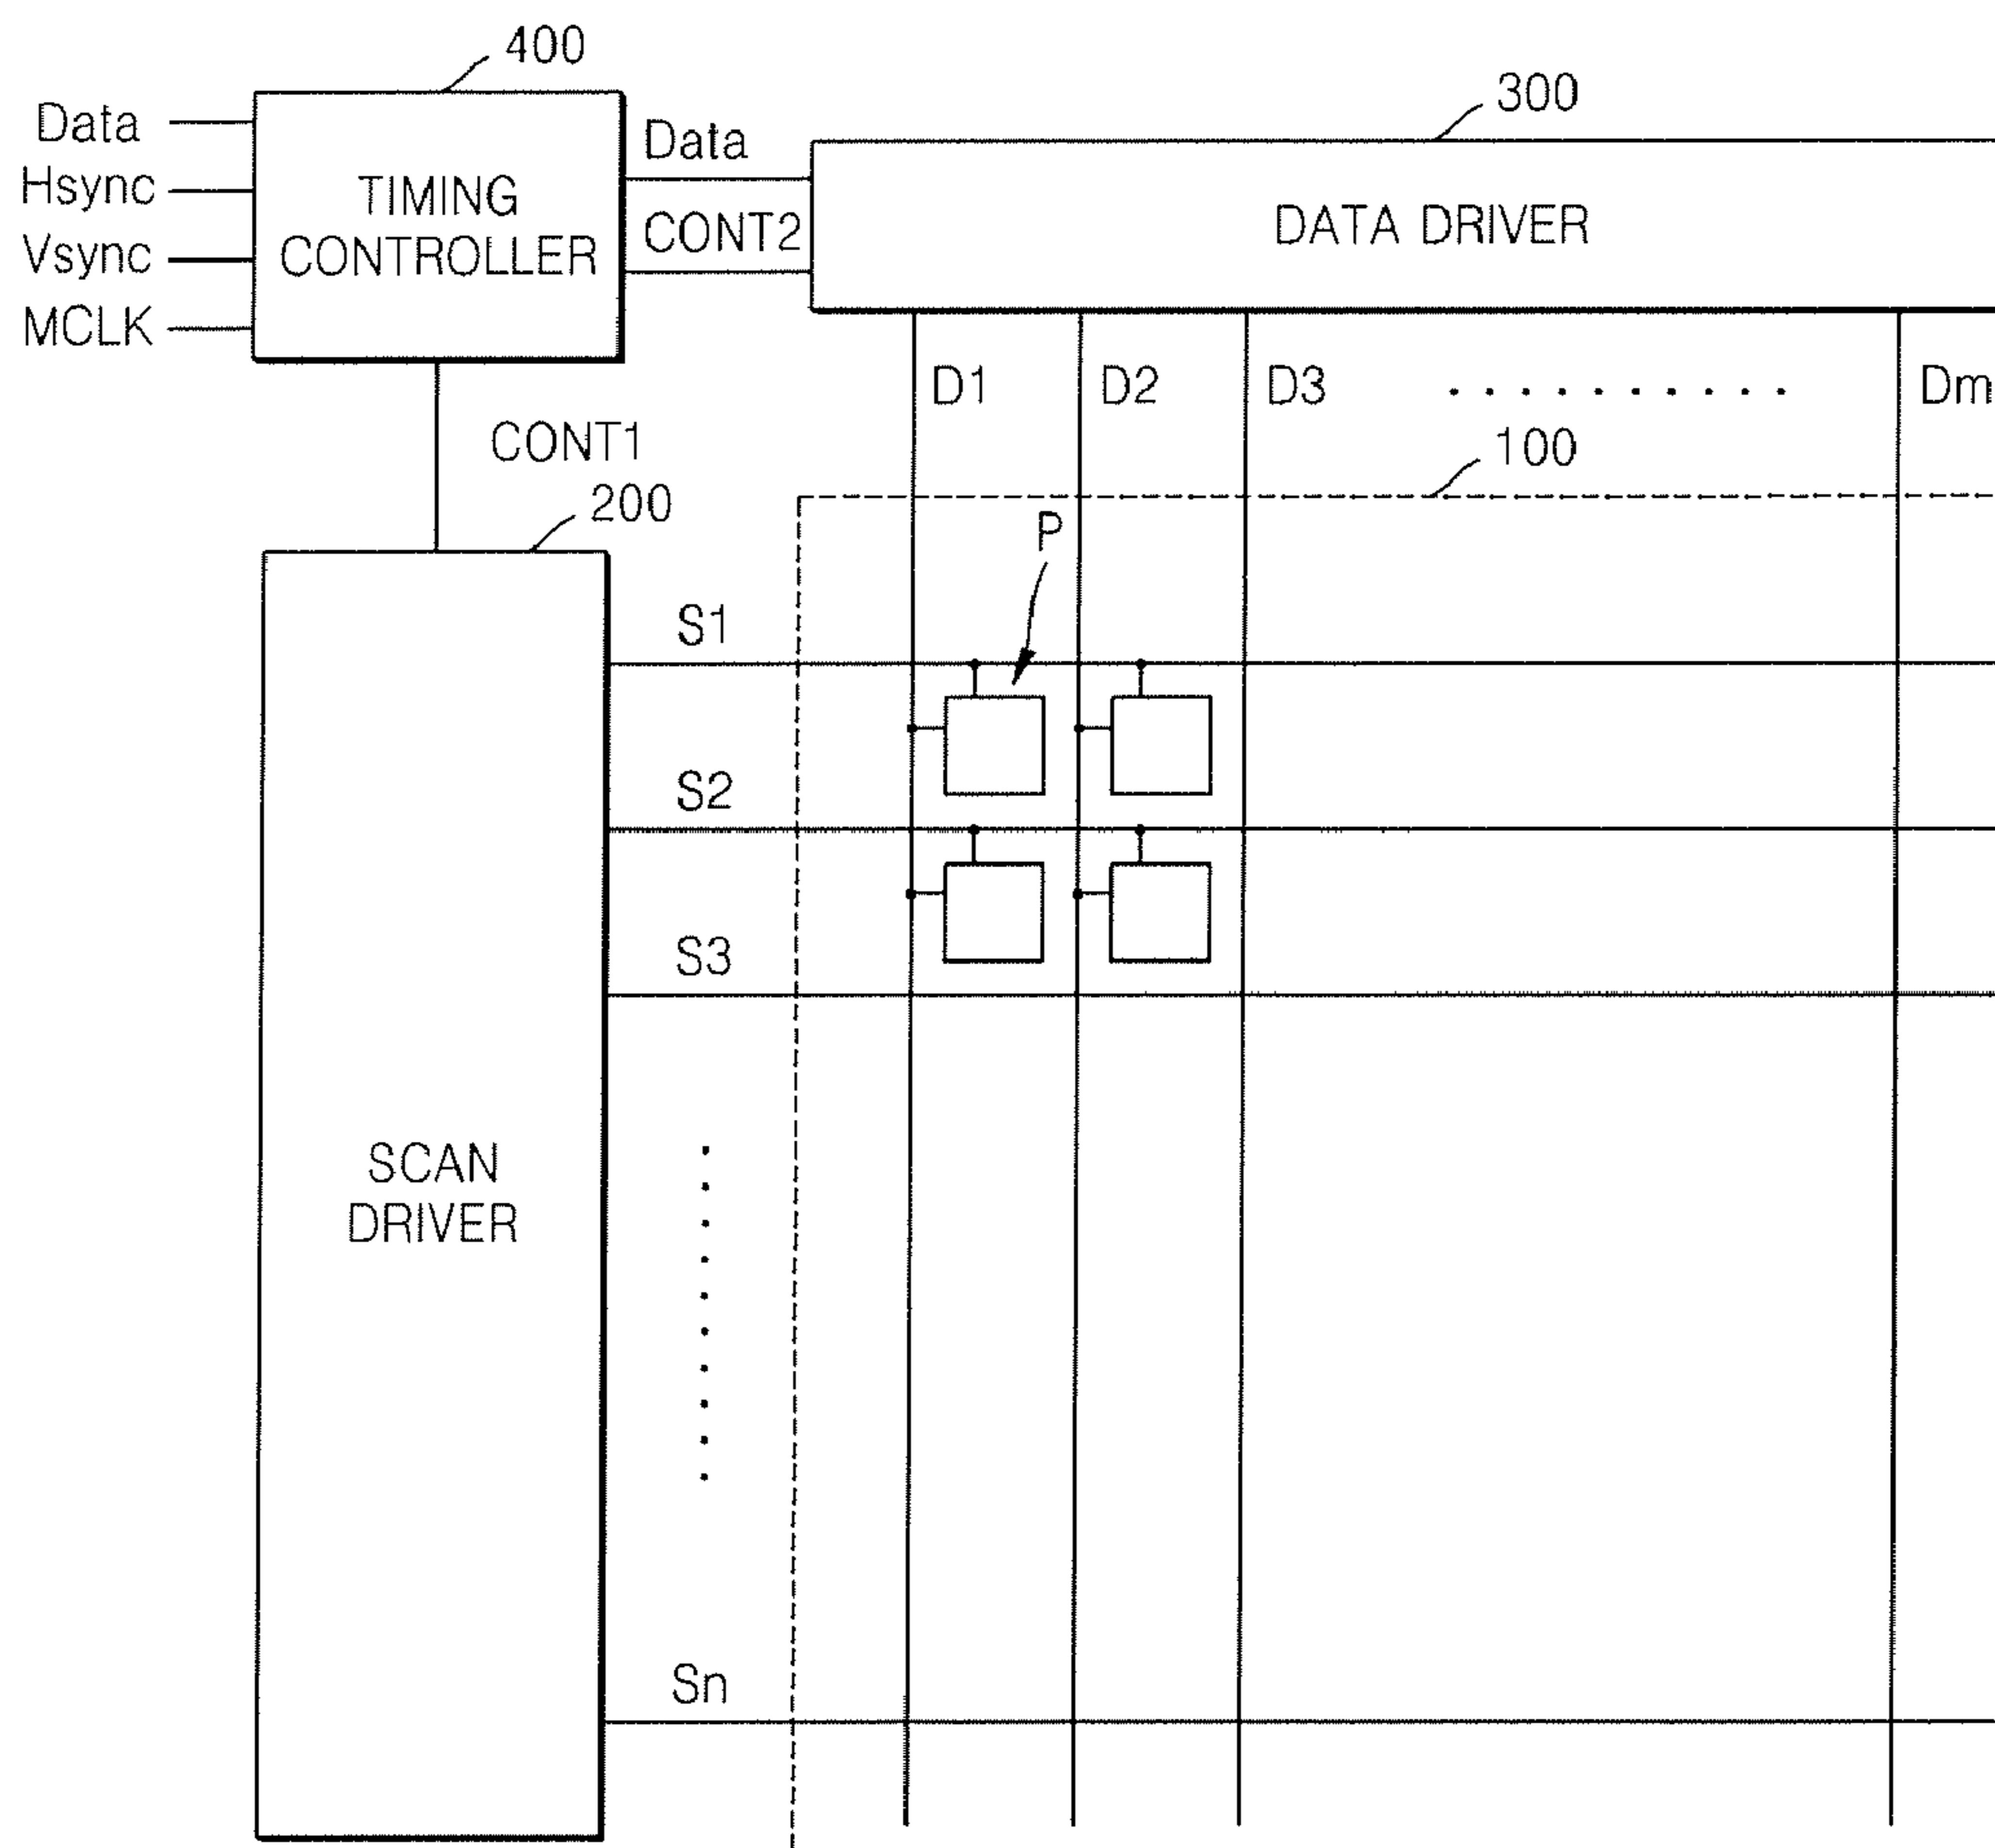 400
Data
Hsync
Vsync
MCLK
TIMING
CONTROLLER
Data
CONT2
300
DATA DRIVER
D1
D2
D3
Dm
CONT1
200
100
P
S1
S2
S3
SCAN
DRIVER
Sn